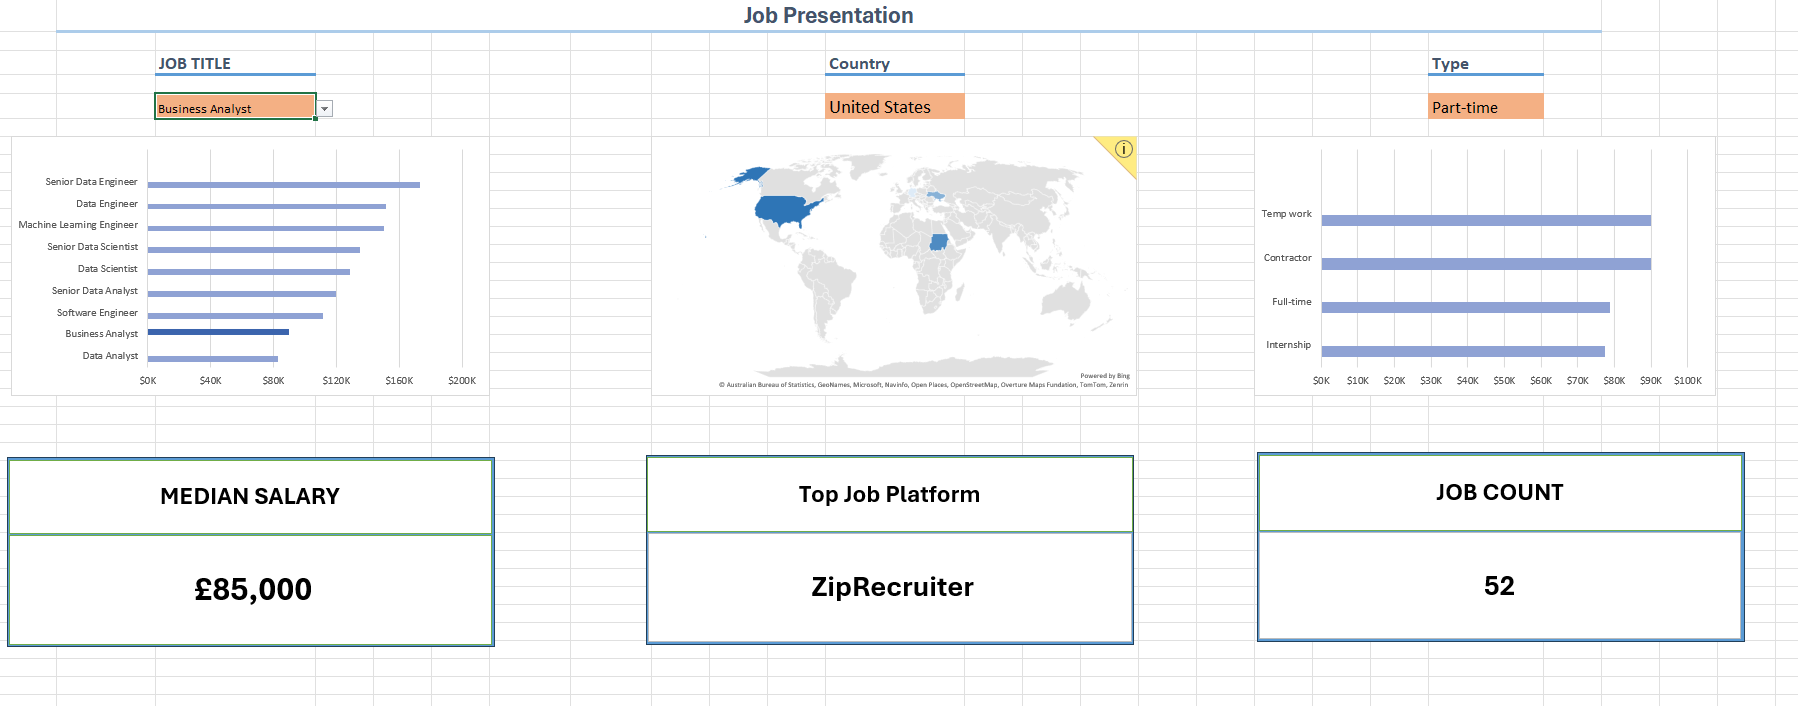 Job Presentation
JOB TITLE
Country
Type
Business Analyst
United States
Part-time
Senior Data Engineer
Data Engineer
Machine Learning Engineer
Senior Data Scientist
Data Scientist
Senior Data Analyst
Software Engineer
Business Analyst
Data Analyst
$0K $40K $80K $120K $160K $200K
Powered by Bing
© Australian Bureau of Statistics, GeoNames, Microsoft, Navinfo, Open Places, OpenStreetMap, Overture Maps Fundation, TomTom, Zenrin
Temp work
Contractor
Full-time
Internship
$0K $10K $20K $30K $40K $50K $60K $70K $80K $90K $100K
MEDIAN SALARY
£85,000
Top Job Platform
ZipRecruiter
JOB COUNT
52